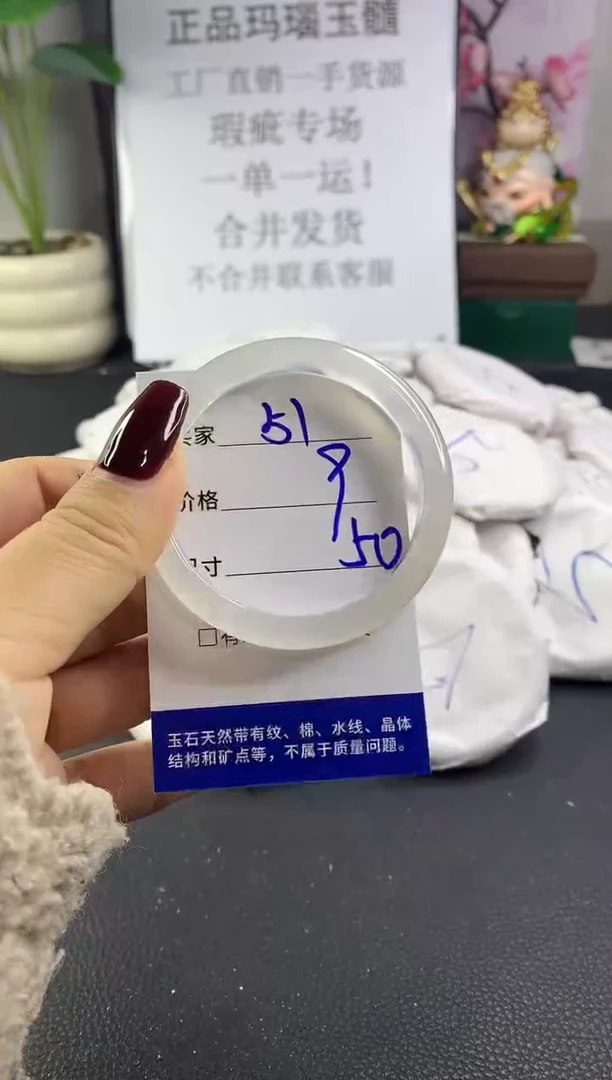 正品玛瑙玉髓
工厂直销一手货源
瑕疵专场
一单一运！
合并发货
不合并联系客服
家 51
价格 9
寸 50
□有
玉石天然带有纹、棉、水线、晶体
结构和矿点等，不属于质量问题。